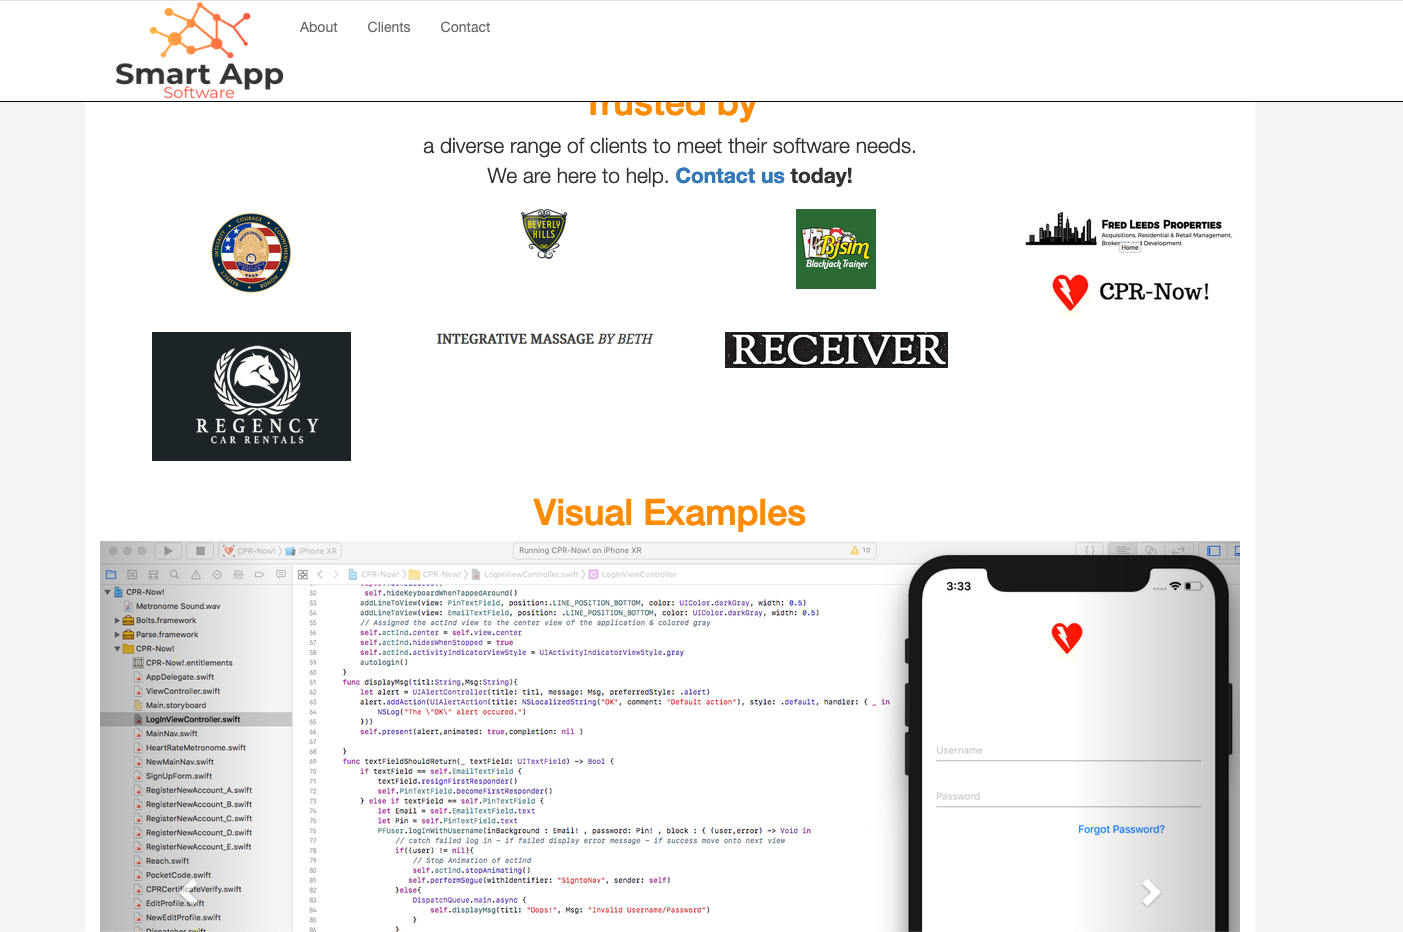 Smart App
Software
About
Clients
Contact
Trusted by
a diverse range of clients to meet their software needs.
We are here to help. Contact us today!
COURAGE
COMMITMENT
HONOR
RESPECT
INTEGRITY
BEVERLY
HILLS
Bjsim
Blackjack Trainer
FRED LEEDS PROPERTIES
Acquisitions, Residential & Retail Management,
Development
Home
CPR-Now!
REGENCY
CAR RENTALS
INTEGRATIVE MASSAGE BY BETH
RECEIVER
Visual Examples
CPR-Now! iPhone XR
Running CPR-Now! on iPhone XR
10
CPR-Now! CPR-Now! LogInViewController.swift LogInViewController
CPR-Now!
Metronome Sound.wav
Bolts.framework
Parse.framework
CPR-Now!
CPR-Now!.entitlements
AppDelegate.swift
ViewController.swift
Main.storyboard
LogInViewController.swift
MainNav.swift
HeartRateMetronome.swift
NewMainNav.swift
SignUpForm.swift
RegisterNewAccount_A.swift
RegisterNewAccount_B.swift
RegisterNewAccount_C.swift
RegisterNewAccount_D.swift
RegisterNewAccount_E.swift
Reach.swift
PocketCode.swift
CPRCertificateVerify.swift
EditProfile.swift
NewEditProfile.swift
Dispatcher.swift
52 self.hideKeyboardWhenTappedAround()
53 addLineToView(view: PinTextField, position:.LINE_POSITION_BOTTOM, color: UIColor.darkGray, width: 0.5)
54 addLineToView(view: EmailTextField, position: .LINE_POSITION_BOTTOM, color: UIColor.darkGray, width: 0.5)
55 // Assigned the actInd view to the center view of the application & colored gray
56 self.actInd.center = self.view.center
57 self.actInd.hidesWhenStopped = true
58 self.actInd.activityIndicatorViewStyle = UIActivityIndicatorViewStyle.gray
59 autologin()
60 }
61 func displayMsg(titl:String,Msg:String){
62 let alert = UIAlertController(title: titl, message: Msg, preferredStyle: .alert)
63 alert.addAction(UIAlertAction(title: NSLocalizedString("OK", comment: "Default action"), style: .default, handler: { _ in
64 NSLog("The \"OK\" alert occured.")
65 }))
66 self.present(alert,animated: true,completion: nil )
67
68 }
69 func textFieldShouldReturn(_ textField: UITextField) -> Bool {
70 if textField == self.EmailTextField {
71 textField.resignFirstResponder()
72 self.PinTextField.becomeFirstResponder()
73 } else if textField == self.PinTextField {
74 let Email = self.EmailTextField.text
75 let Pin = self.PinTextField.text
76 PFUser.logInWithUsername(inBackground : Email! , password: Pin! , block : { (user,error) -> Void in
77 // catch failed log in - if failed display error message - if success move onto next view
78 if((user) != nil){
79 // Stop Animation of actInd
80 self.actInd.stopAnimating()
81 self.performSegue(withIdentifier: "SigntoNav", sender: self)
82 }else{
83 DispatchQueue.main.async {
84 self.displayMsg(titl: "Oops!", Msg: "Invalid Username/Password")
85 }
86 }
3:33
Username
Password
Forgot Password?